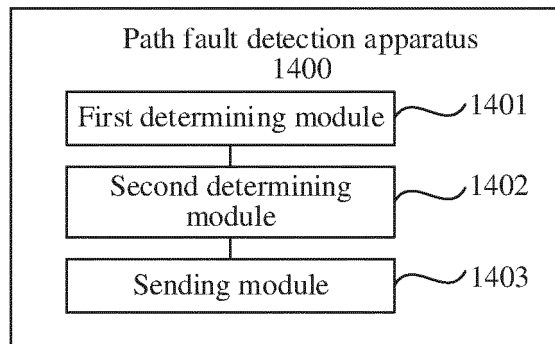 Path fault detection apparatus
1400
First determining module
1401
Second determining
module
1402
Sending module
1403